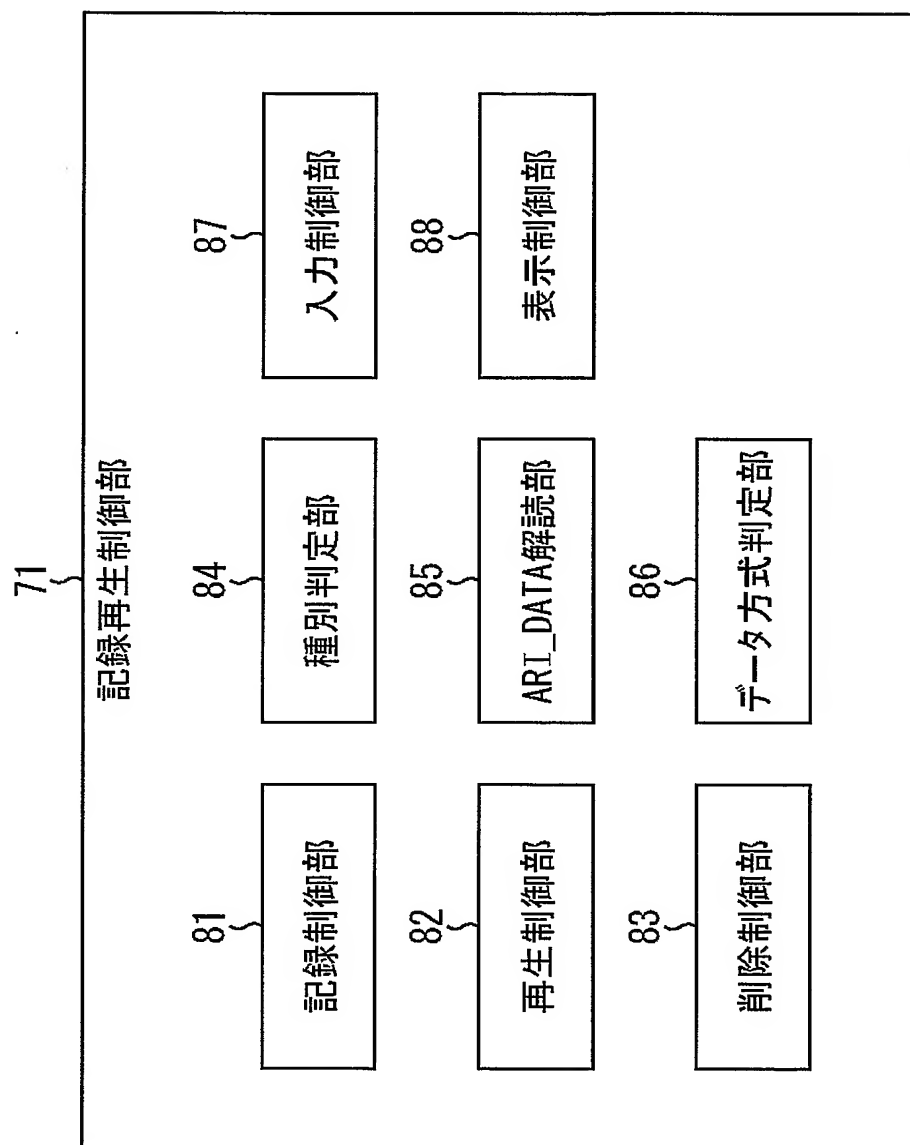 71
記録再生制御部
81
記録制御部
84
種別判定部
87
入力制御部
82
再生制御部
85
ARI_DATA解読部
88
表示制御部
83
削除制御部
86
データ方式判定部